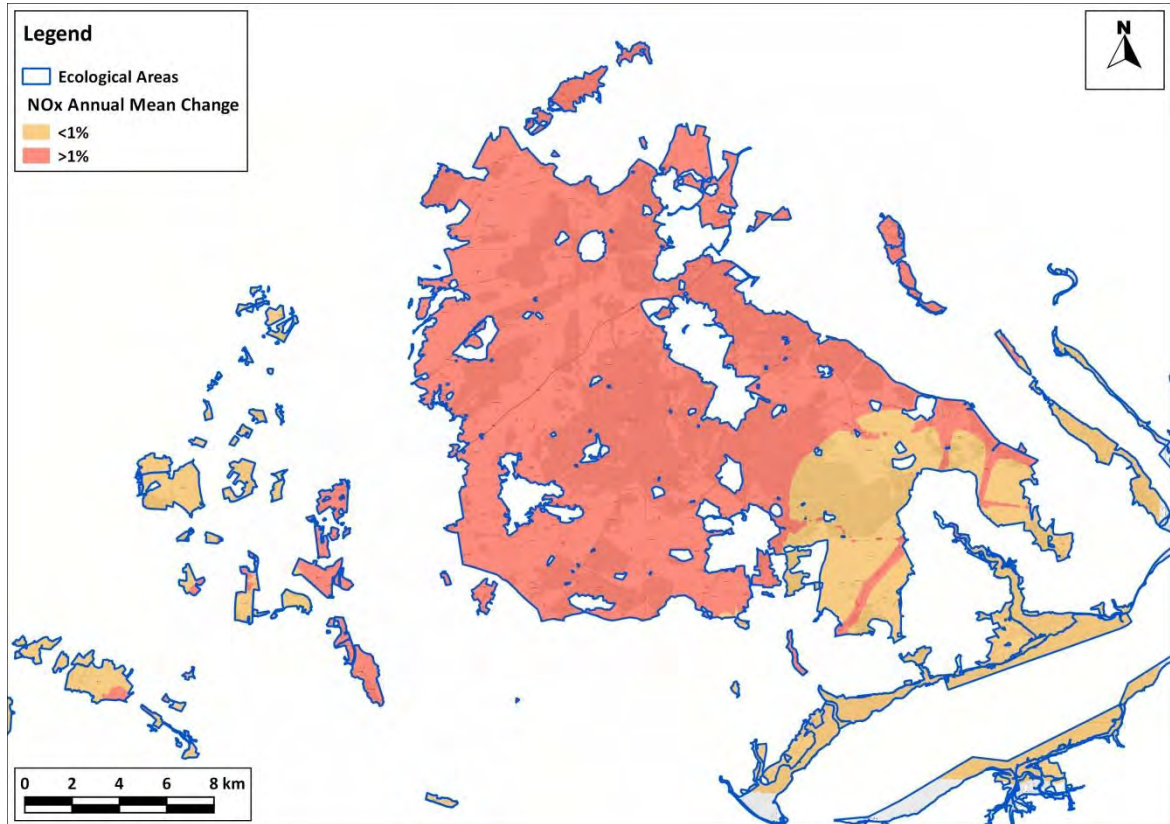 Legend
Ecological Areas
NOx Annual Mean Change
<1%
>1%
N
0 2 4 6 8 km